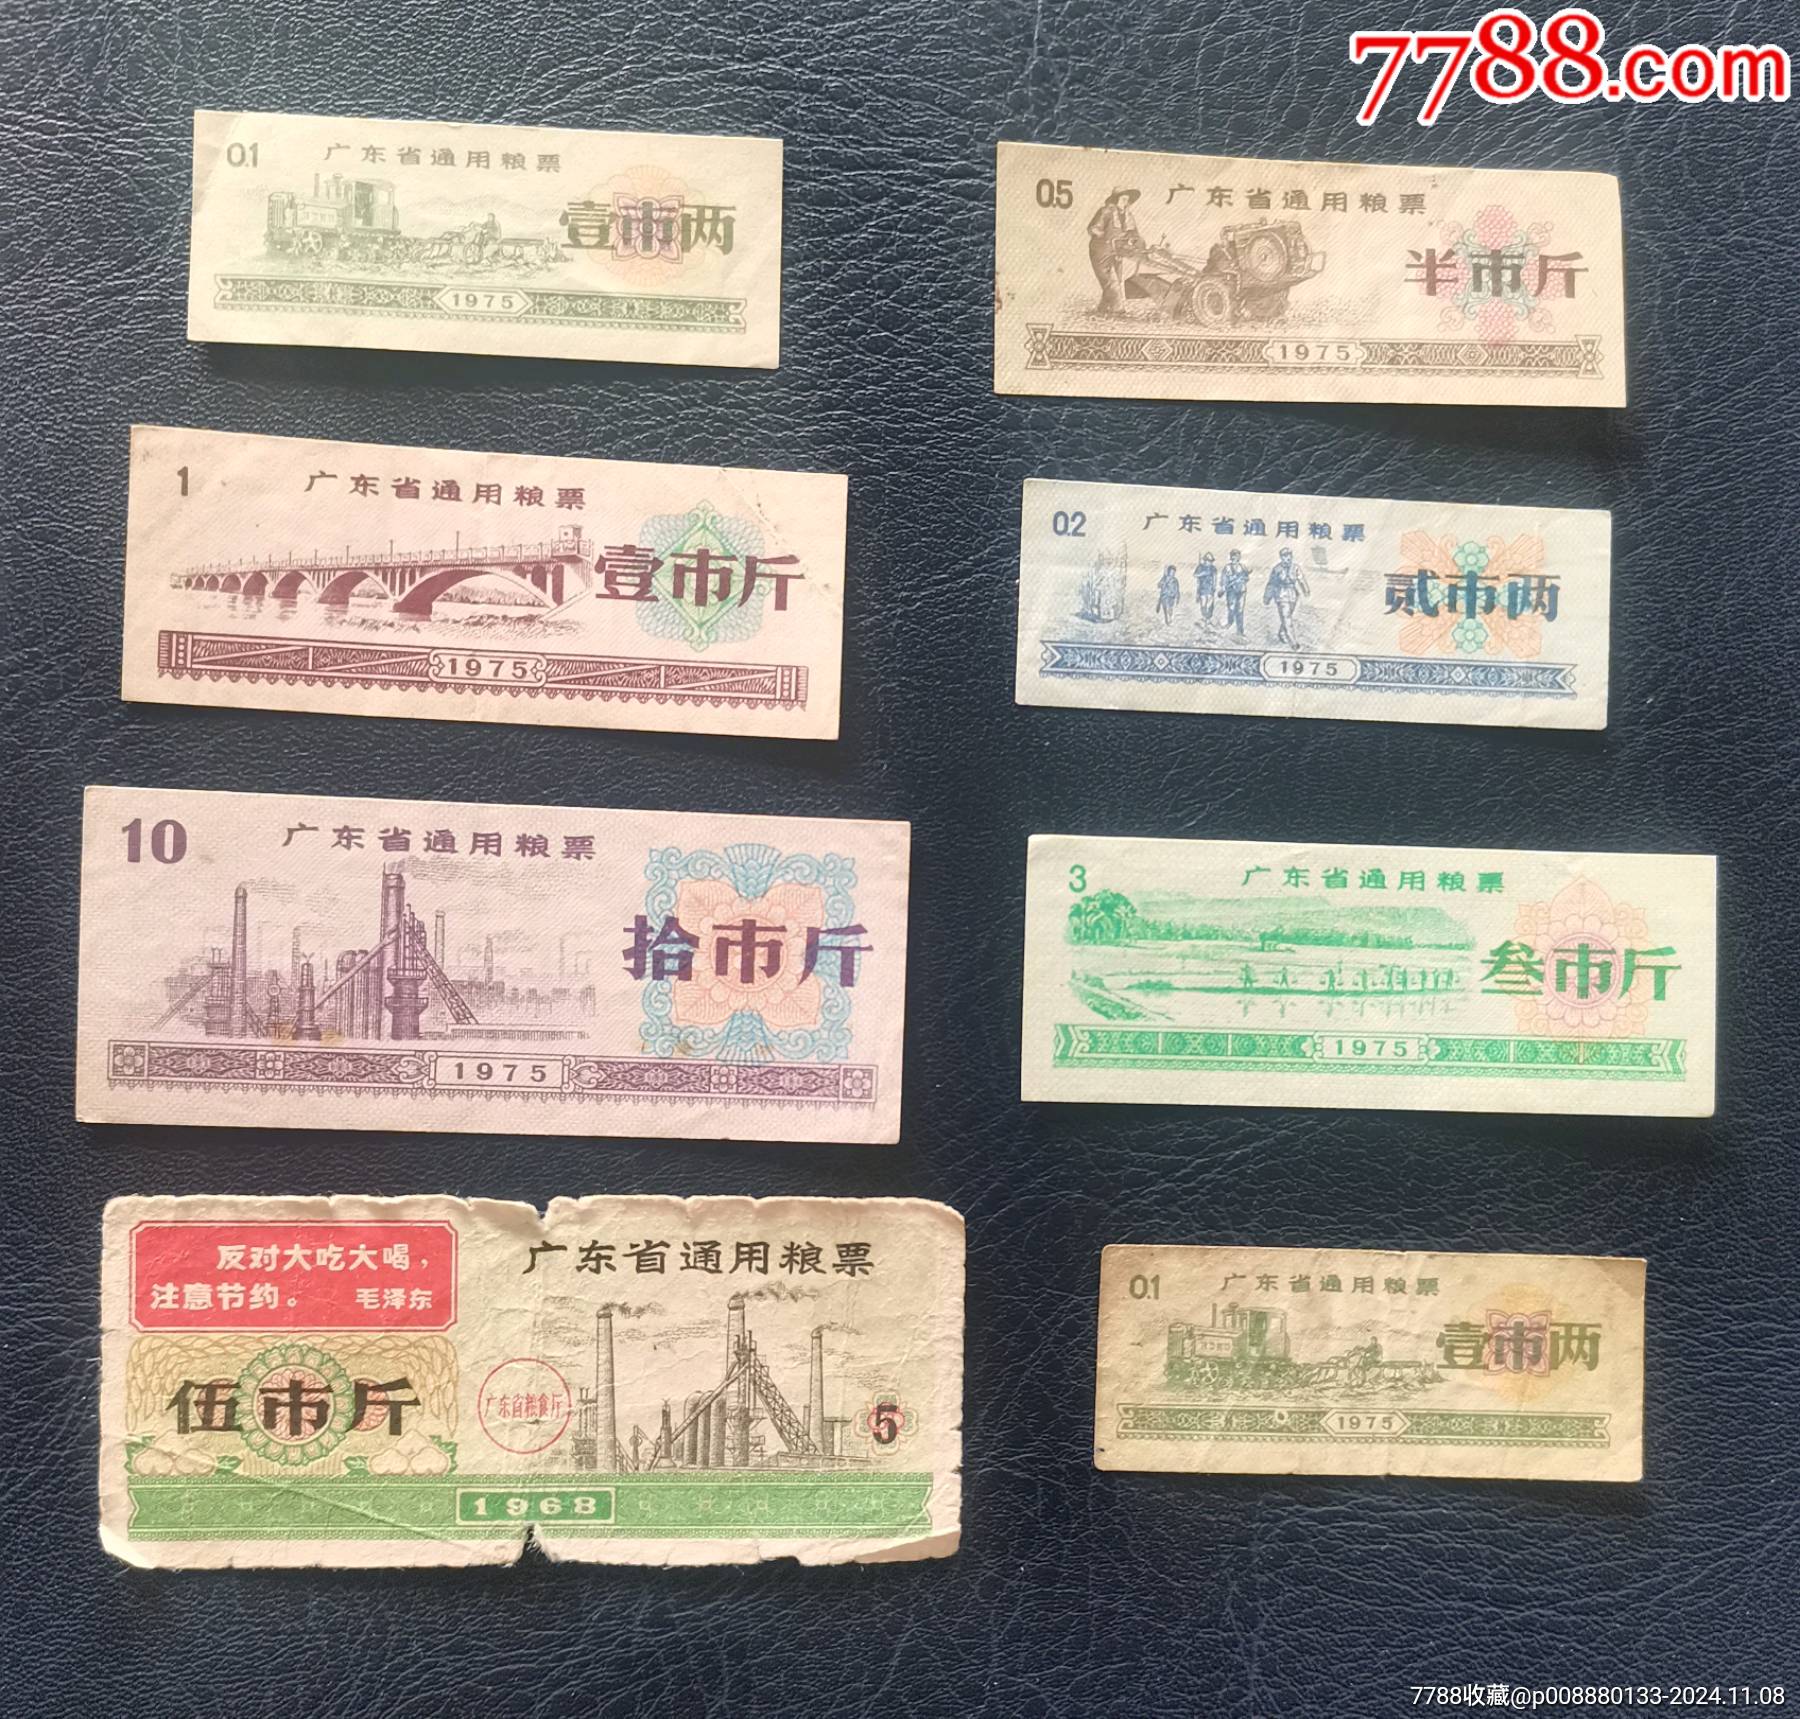 7788.com
0.1
广东省通用粮票
壹市两
1975
0.5
广东省通用粮票
半市斤
1975
1
广东省通用粮票
壹市斤
1975
0.2
广东省通用粮票
贰市两
1975
10
广东省通用粮票
拾市斤
1975
3
广东省通用粮票
叁市斤
1975
反对大吃大喝，
注意节约。 毛泽东
广东省通用粮票
伍市斤
广东省粮食厅
5
1968
0.1
广东省通用粮票
壹市两
1975
7788收藏@p008880133-2024.11.08